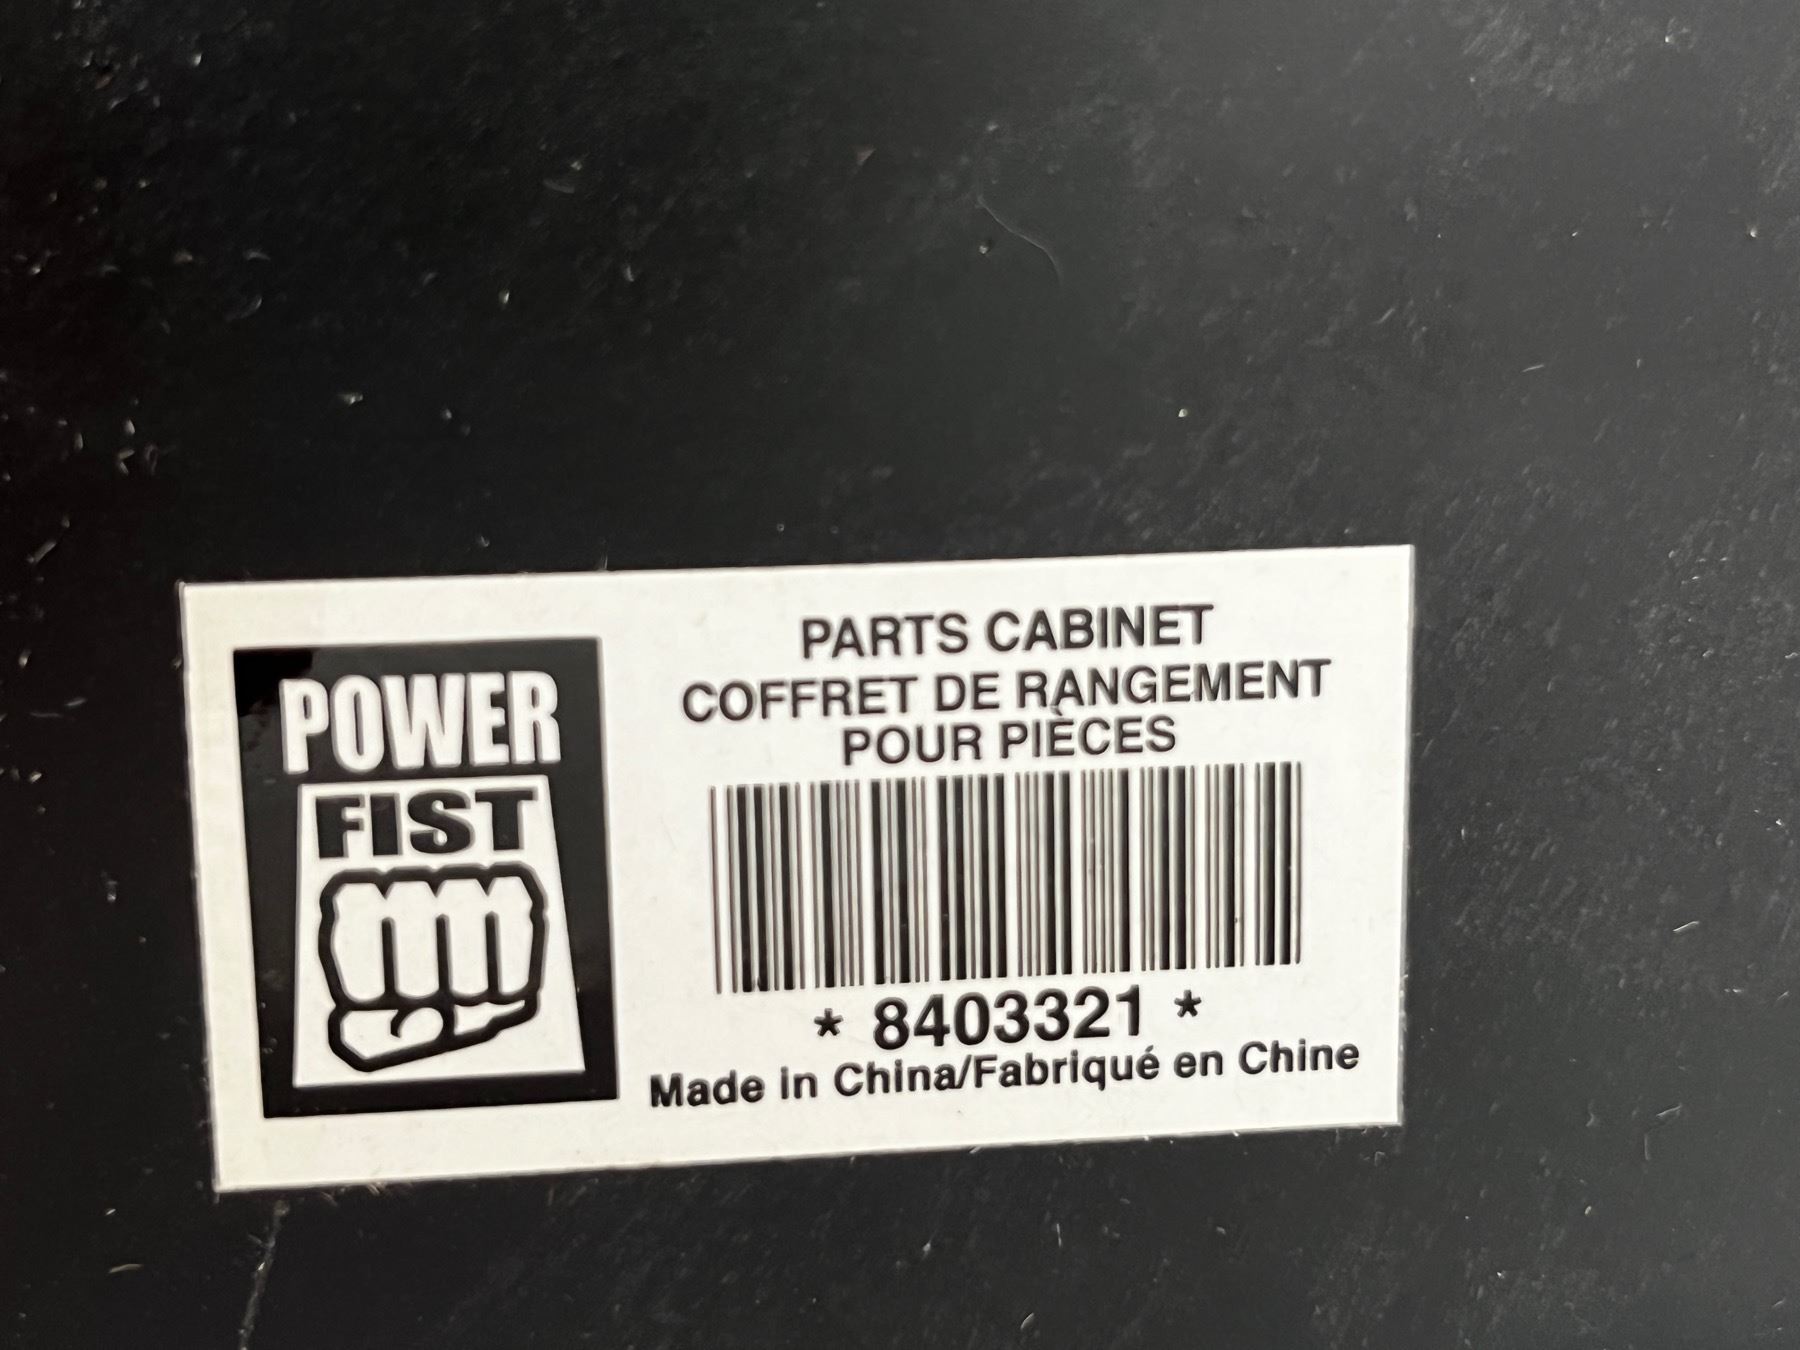 POWER
FIST
PARTS CABINET
COFFRET DE RANGEMENT
POUR PIÈCES
* 8403321 *
Made in China/Fabriqué en Chine